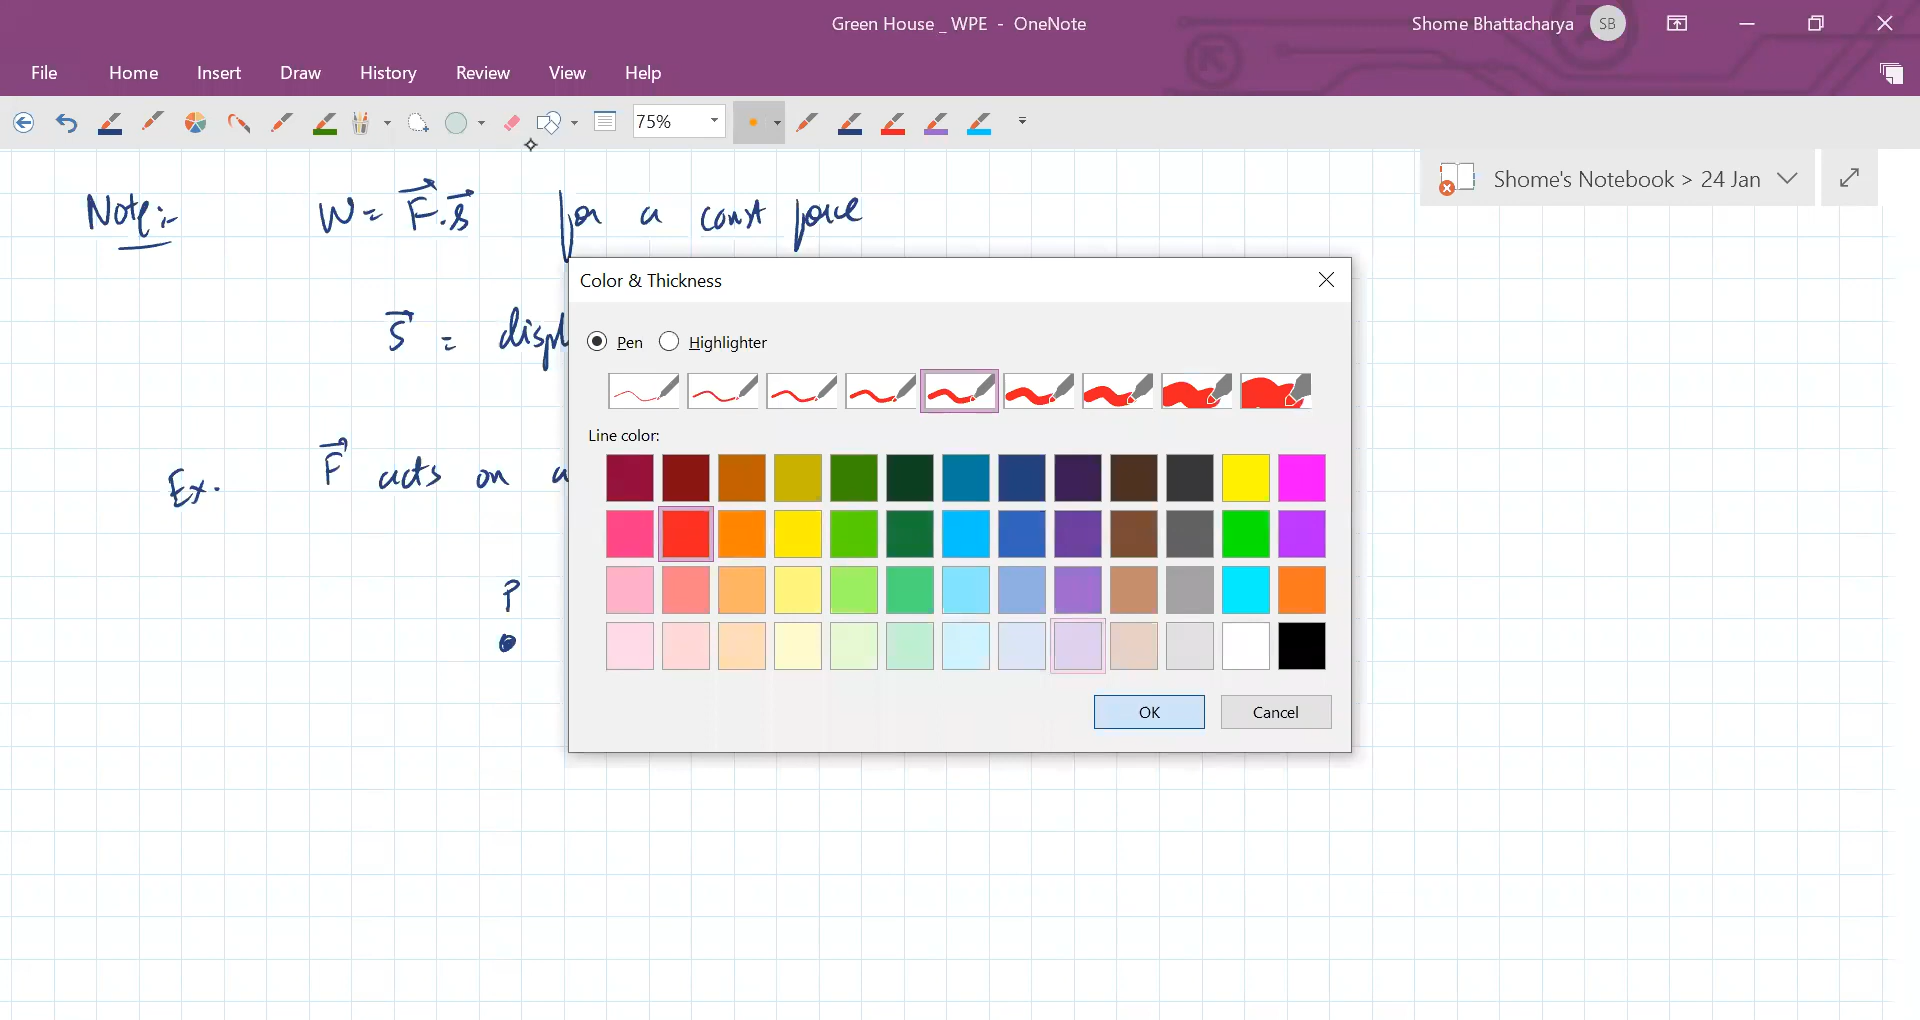 Green House _ WPE - OneNote
Shome Bhattacharya SB
File Home Insert Draw History Review View Help
75%
Shome's Notebook > 24 Jan
Note:- W = F⃗.s⃗ for a const force
Color & Thickness
s⃗ = displ
Pen Highlighter
Line color:
Ex. F⃗ acts on a
P
OK Cancel